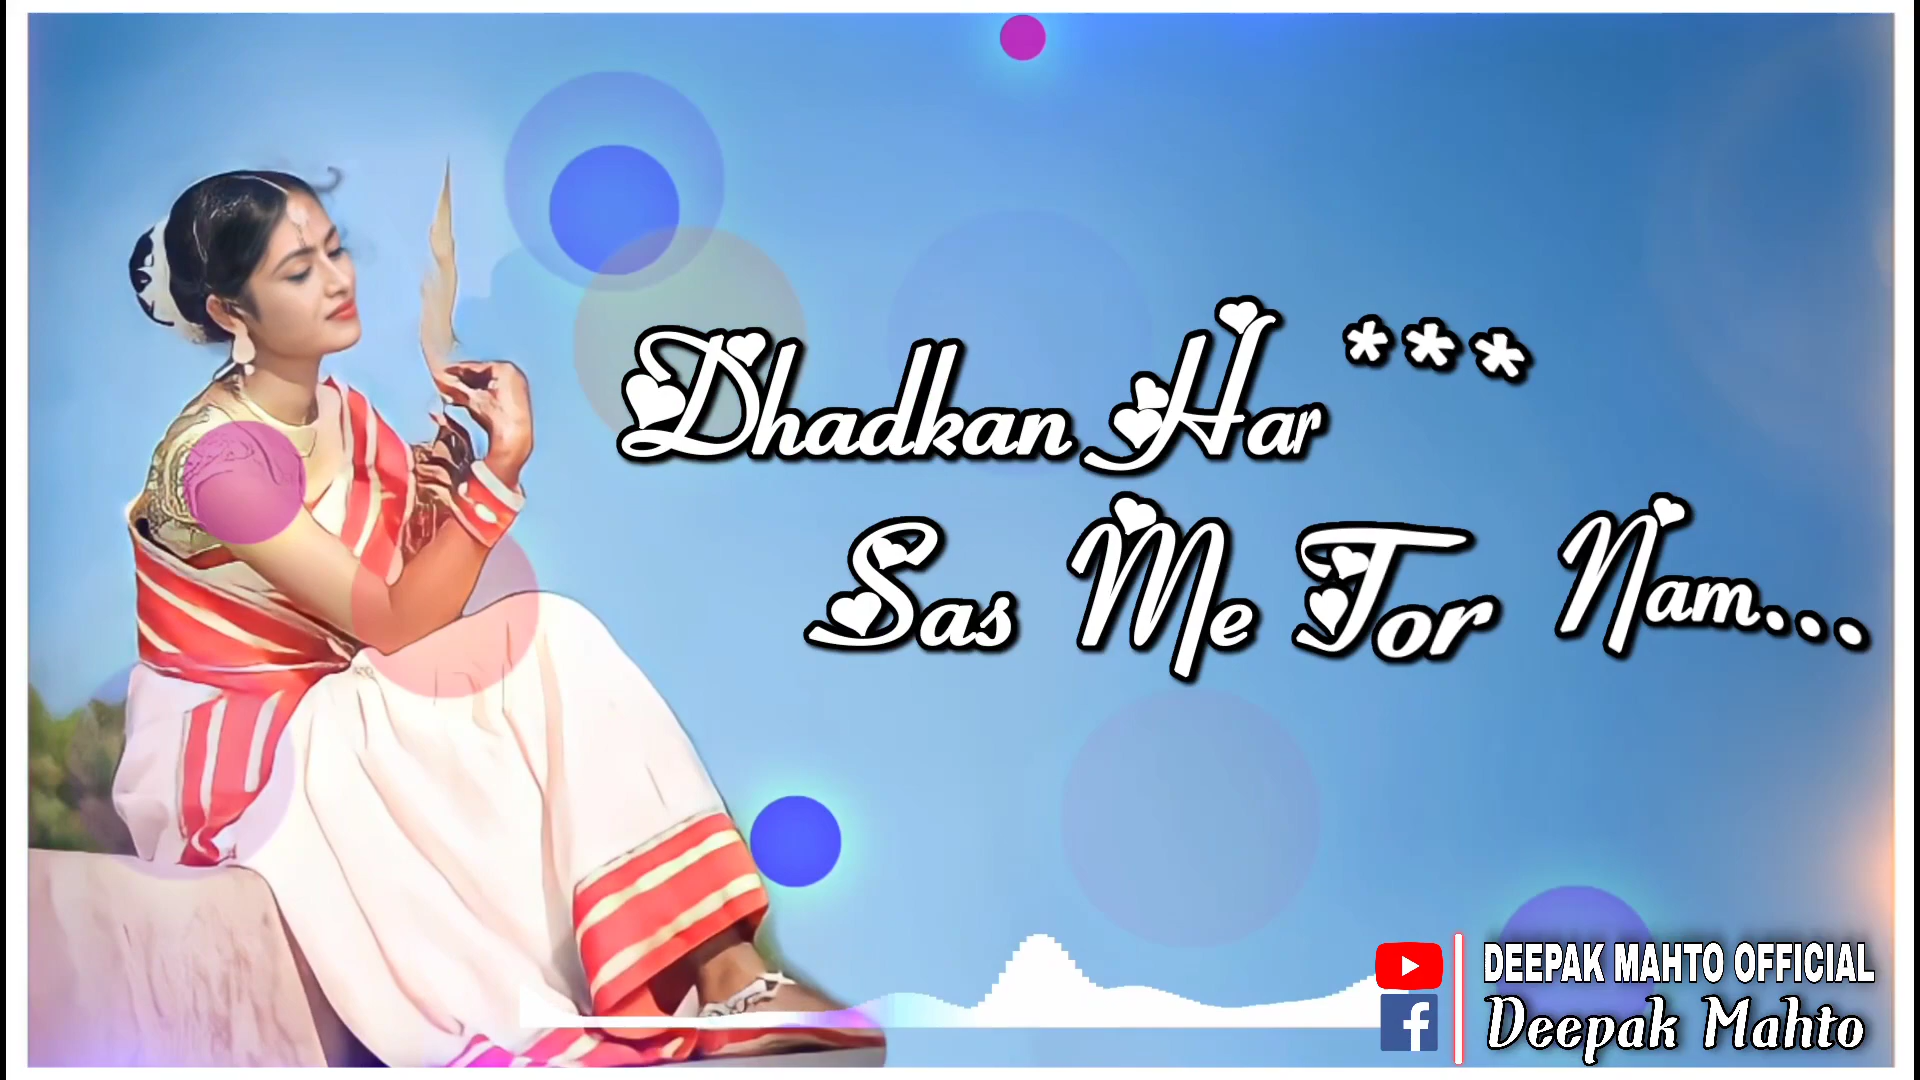 Dhadkan Har ***
Sas Me Tor Nam...
DEEPAK MAHTO OFFICIAL
Deepak Mahto